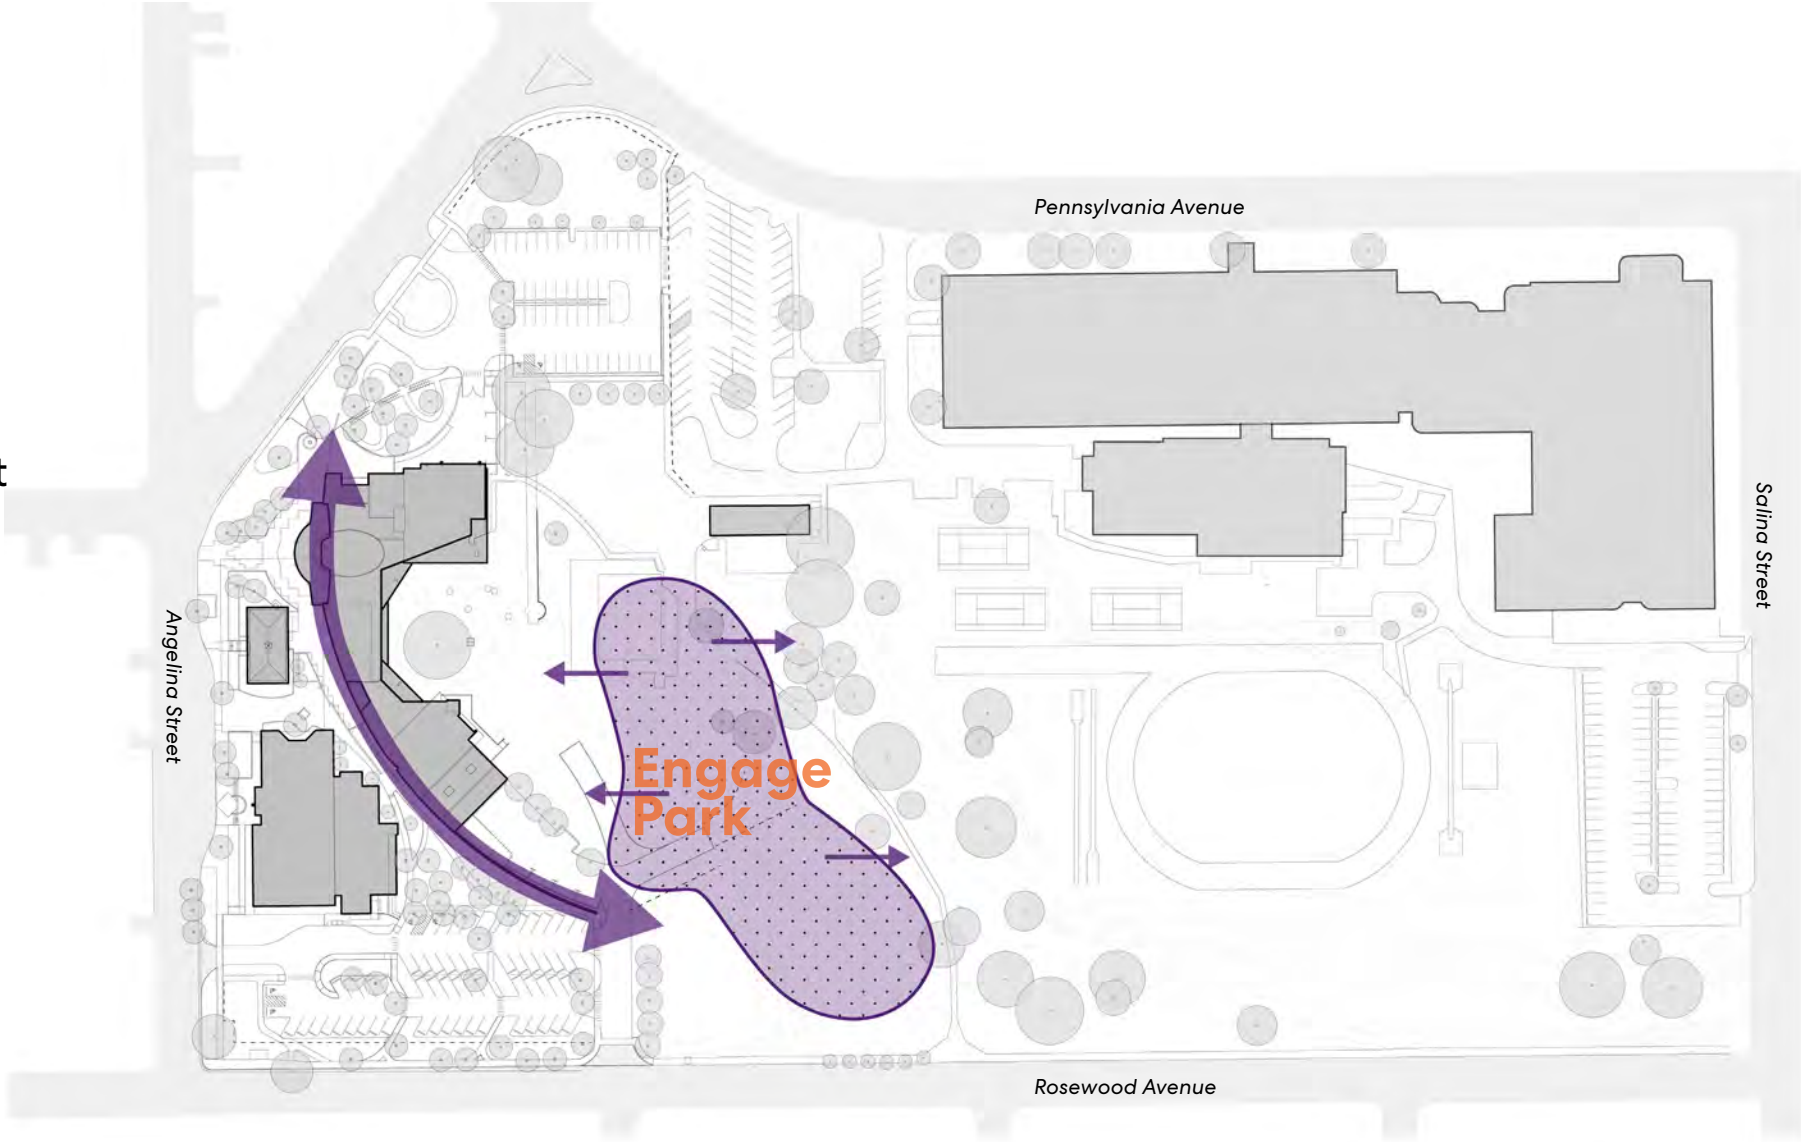 Pennsylvania Avenue
t
Salina Street
Angelina Street
Engage
Park
Rosewood Avenue